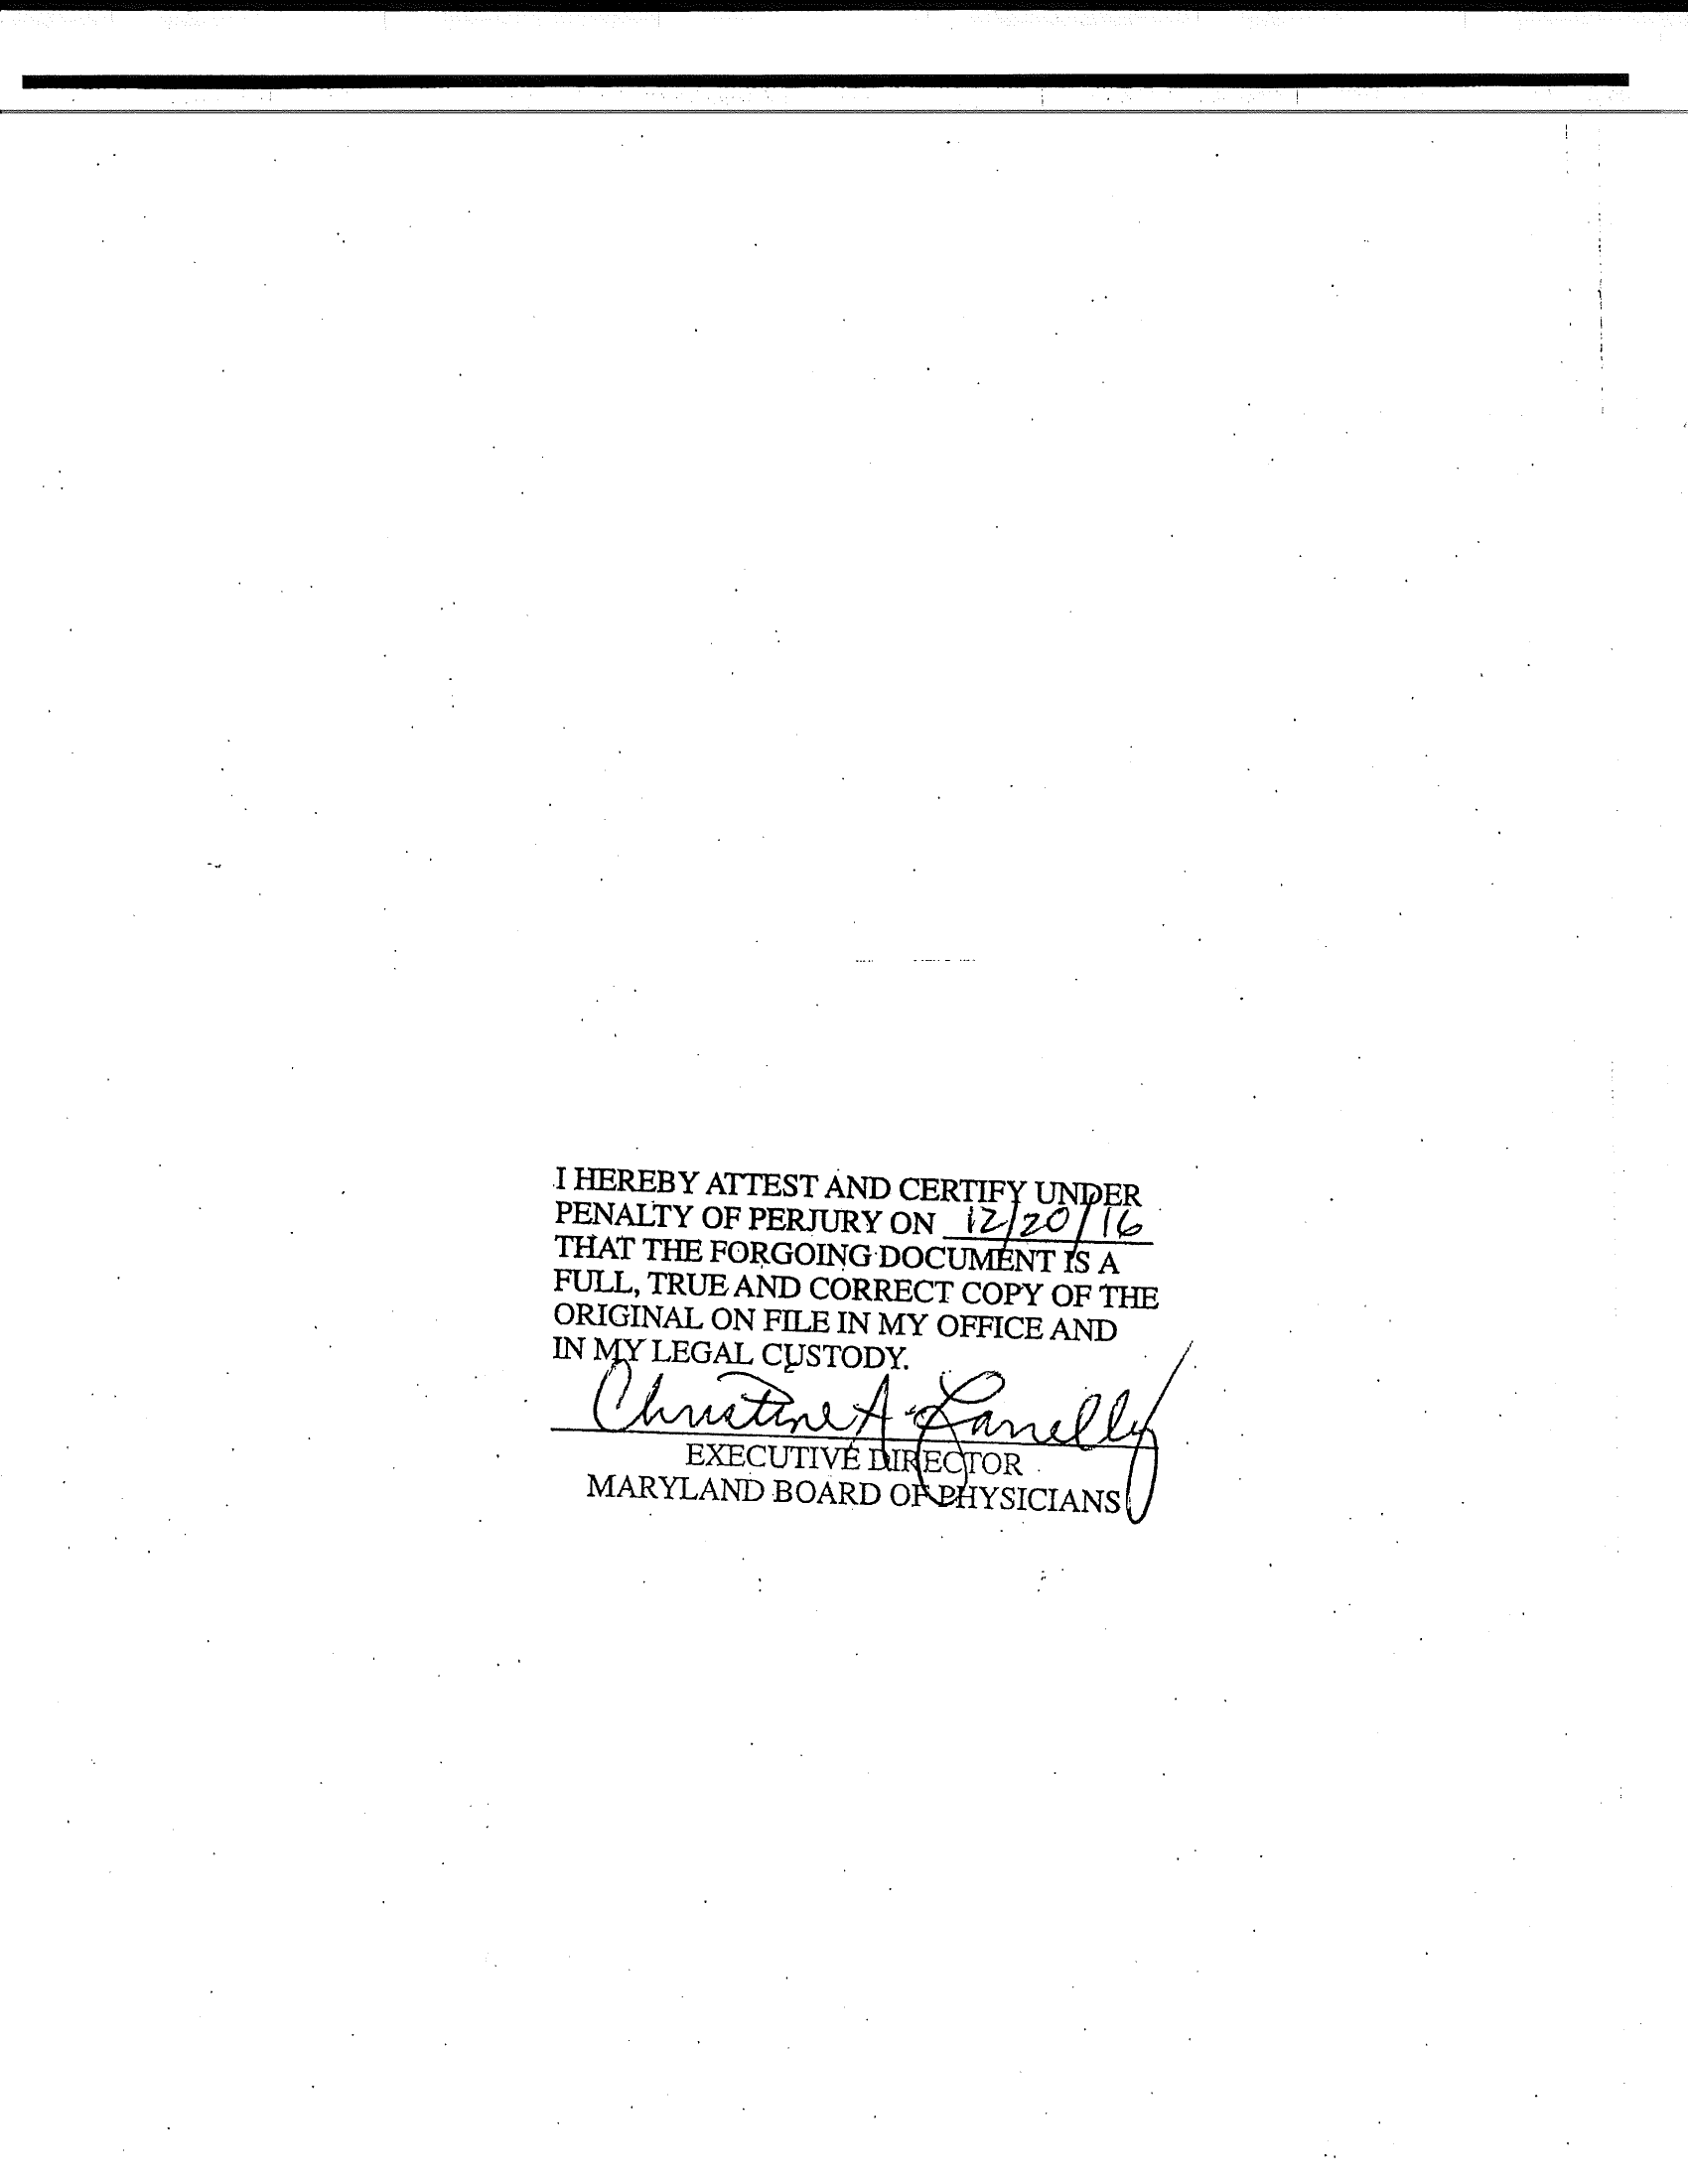 I HEREBY ATTEST AND CERTIFY UNDER
PENALTY OF PERJURY ON 12/20/16
THAT THE FORGOING DOCUMENT IS A
FULL, TRUE AND CORRECT COPY OF THE
ORIGINAL ON FILE IN MY OFFICE AND
IN MY LEGAL CUSTODY.
Christine A. Farrelly
EXECUTIVE DIRECTOR
MARYLAND BOARD OF PHYSICIANS